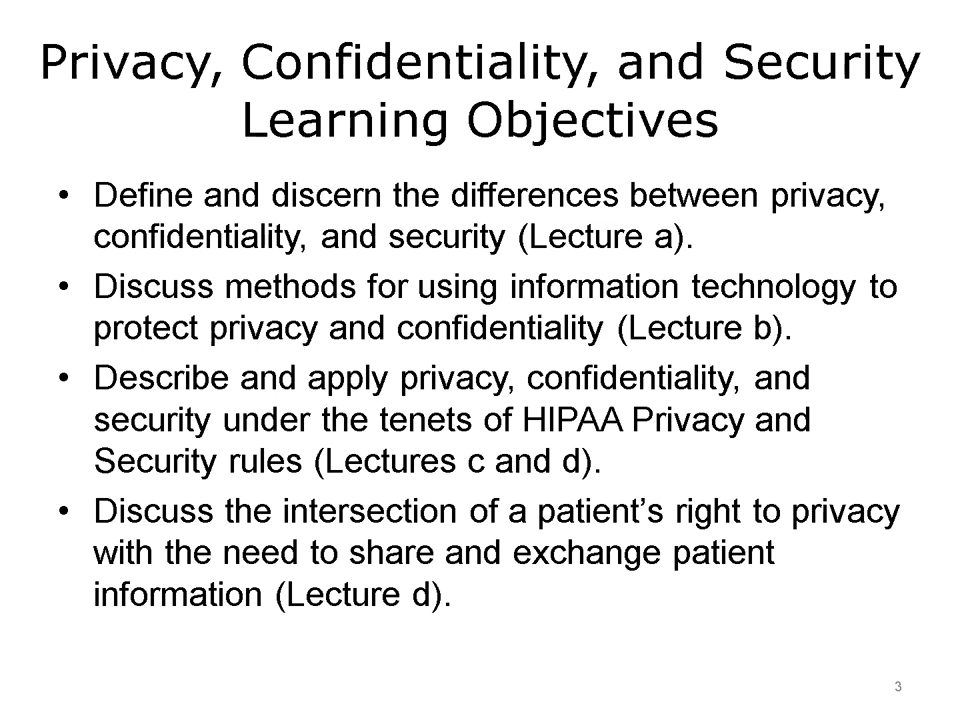 Privacy, Confidentiality, and Security
Learning Objectives
• Define and discern the differences between privacy,
confidentiality, and security (Lecture a).
• Discuss methods for using information technology to
protect privacy and confidentiality (Lecture b).
• Describe and apply privacy, confidentiality, and
security under the tenets of HIPAA Privacy and
Security rules (Lectures c and d).
• Discuss the intersection of a patient’s right to privacy
with the need to share and exchange patient
information (Lecture d).
3